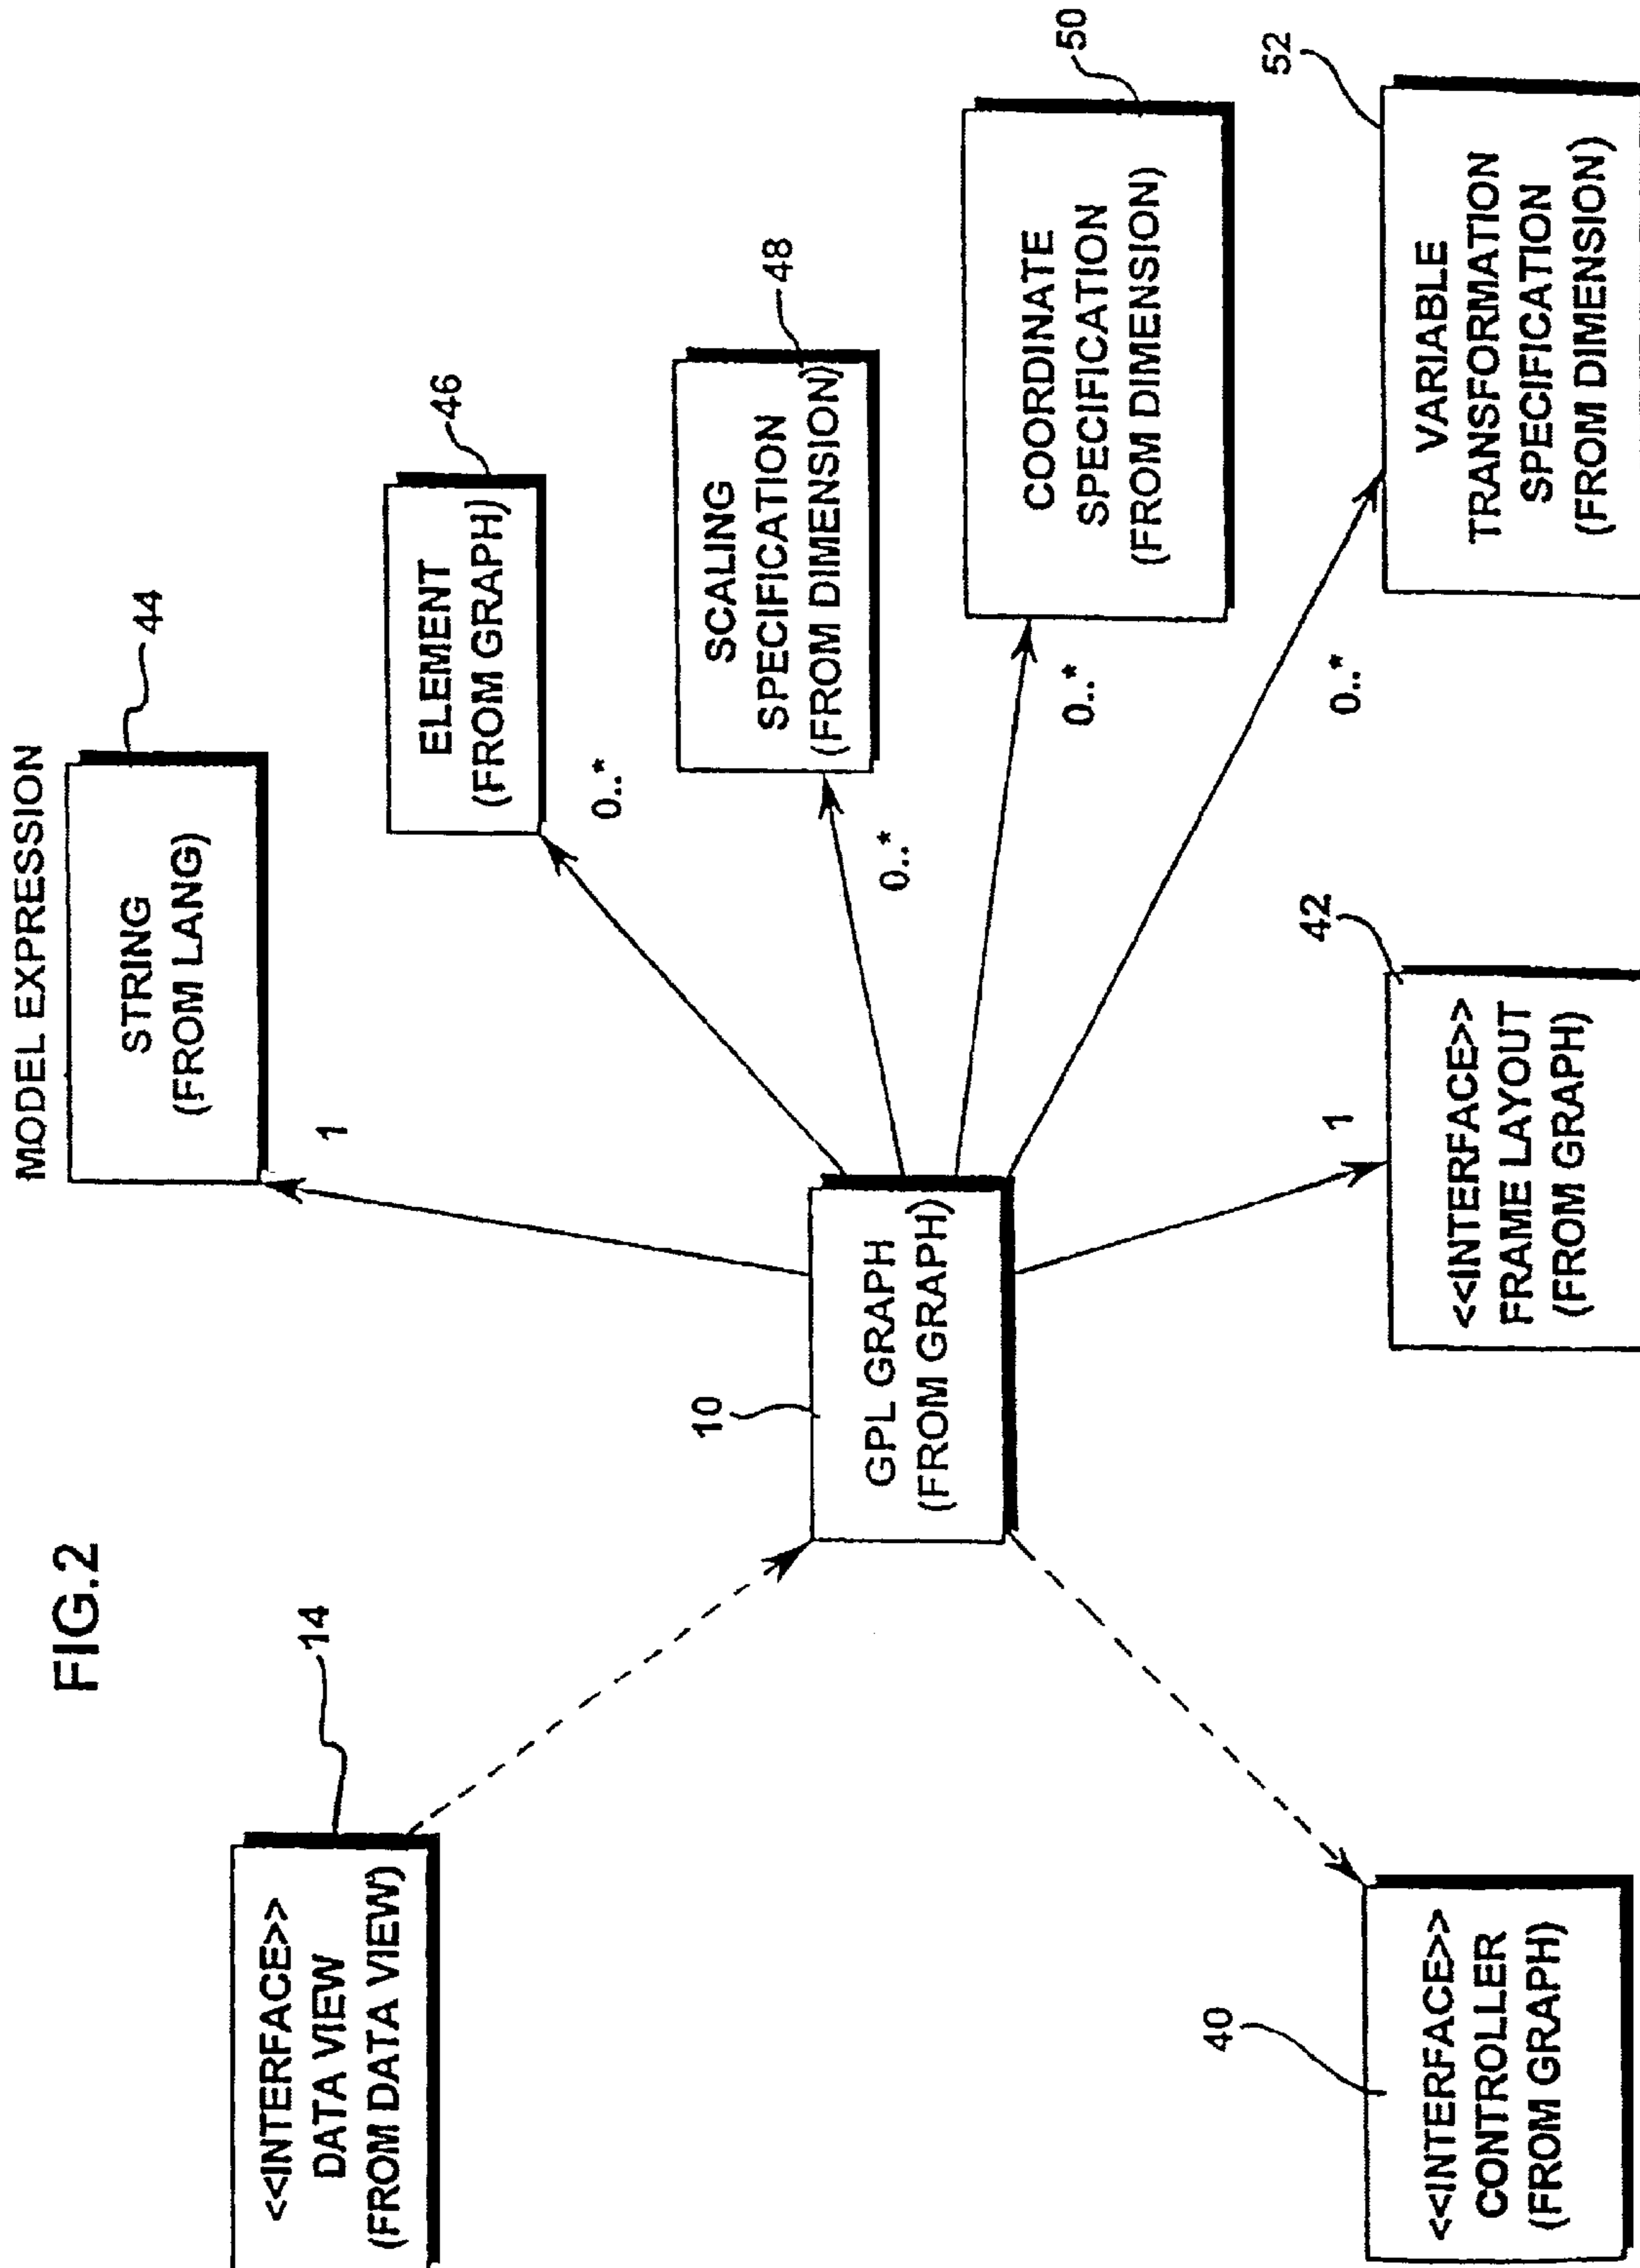 FIG.2
MODEL EXPRESSION
<<INTERFACE>>
DATA VIEW
(FROM DATA VIEW)
14
STRING
(FROM LANG)
44
1
ELEMENT
(FROM GRAPH)
46
0..*
SCALING
SPECIFICATION
(FROM DIMENSION)
48
0..*
GPL GRAPH
(FROM GRAPH)
10
COORDINATE
SPECIFICATION
(FROM DIMENSION)
50
0..*
<<INTERFACE>>
CONTROLLER
(FROM GRAPH)
40
<<INTERFACE>>
FRAME LAYOUT
(FROM GRAPH)
42
1
VARIABLE
TRANSFORMATION
SPECIFICATION
(FROM DIMENSION)
52
0..*